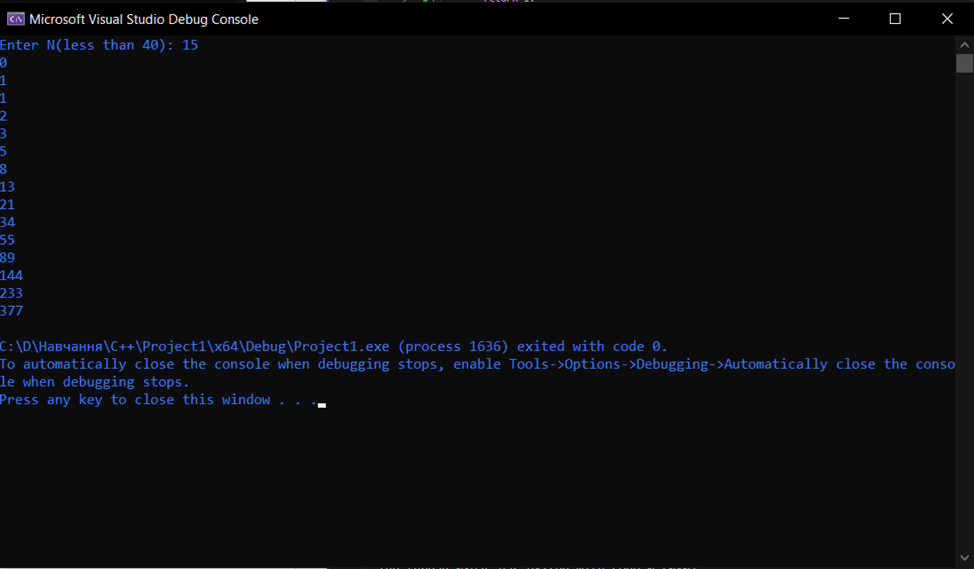 Microsoft Visual Studio Debug Console
Enter N(less than 40): 15
0
1
1
2
3
5
8
13
21
34
55
89
144
233
377
C:\D\Навчання\C++\Project1\x64\Debug\Project1.exe (process 1636) exited with code 0.
To automatically close the console when debugging stops, enable Tools->Options->Debugging->Automatically close the conso
le when debugging stops.
Press any key to close this window . . .